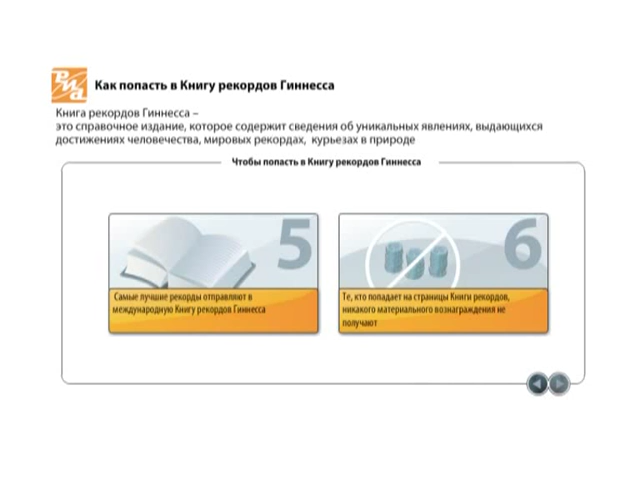 РИА
Как попасть в Книгу рекордов Гиннесса
Книга рекордов Гиннесса –
это справочное издание, которое содержит сведения об уникальных явлениях, выдающихся
достижениях человечества, мировых рекордах, курьезах в природе
Чтобы попасть в Книгу рекордов Гиннесса
5
Самые лучшие рекорды отправляют в
международную Книгу рекордов Гиннесса
6
Те, кто попадает на страницы Книги рекордов,
никакого материального вознаграждения не
получают